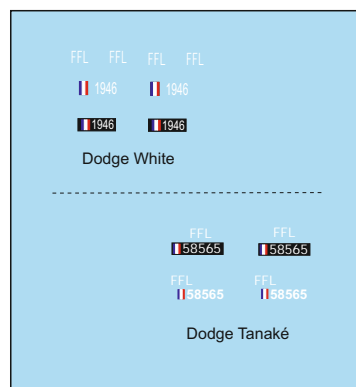 FFL FFL FFL FFL
1946 1946
1946 1946
Dodge White
FFL FFL
58565 58565
FFL FFL
58565 58565
Dodge Tanaké